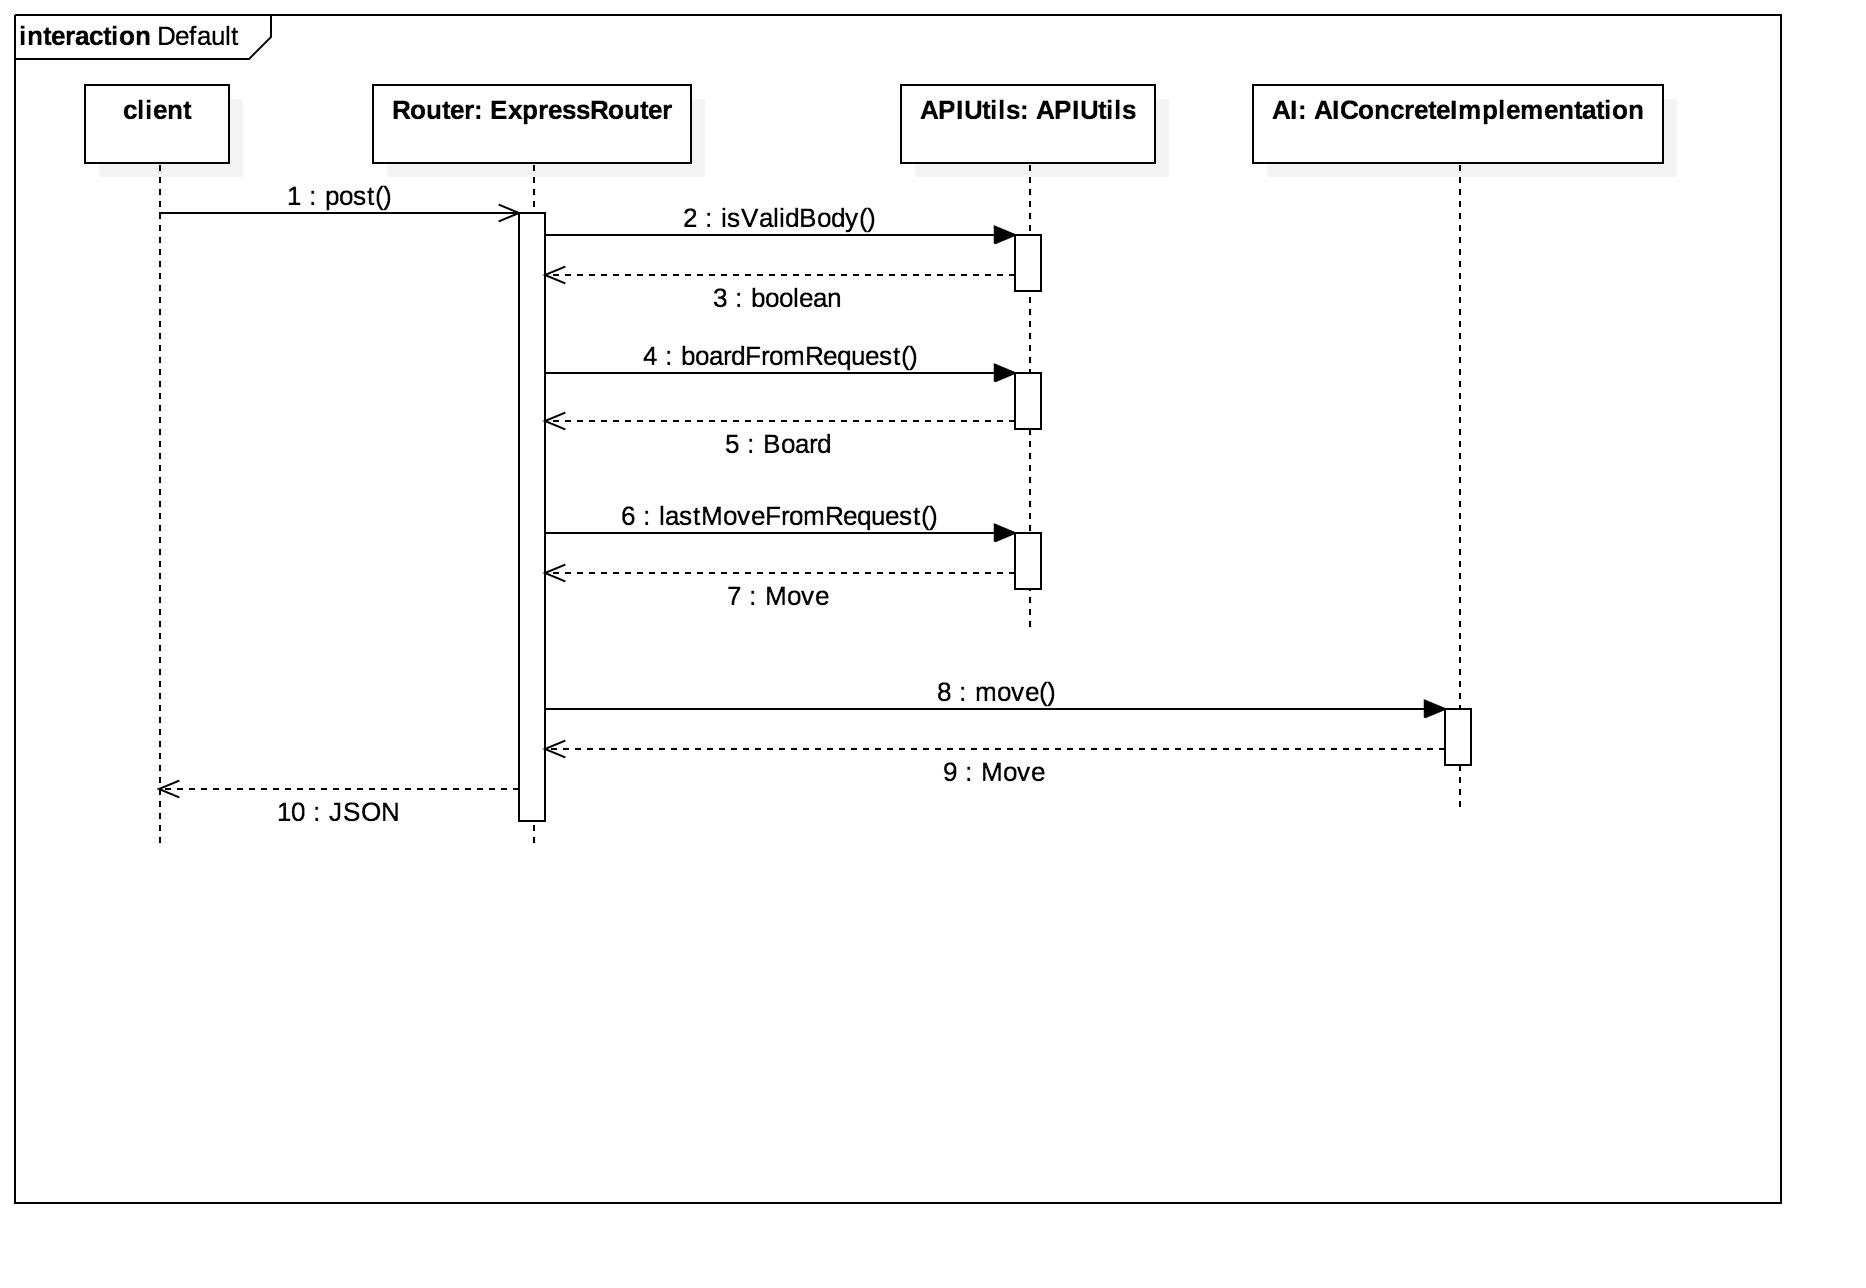 interaction Default
client
Router: ExpressRouter
APIUtils: APIUtils
AI: AIConcreteImplementation
1 : post()
2 : isValidBody()
3 : boolean
4 : boardFromRequest()
5 : Board
6 : lastMoveFromRequest()
7 : Move
8 : move()
9 : Move
10 : JSON